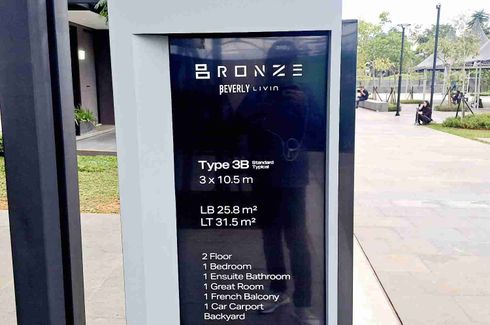 BRONZE
BEVERLY LIVIN
Type 3B Standard
Typical
3 x 10.5 m
LB 25.8 m²
LT 31.5 m²
2 Floor
1 Bedroom
1 Ensuite Bathroom
1 Great Room
1 French Balcony
1 Car Carport
Backyard